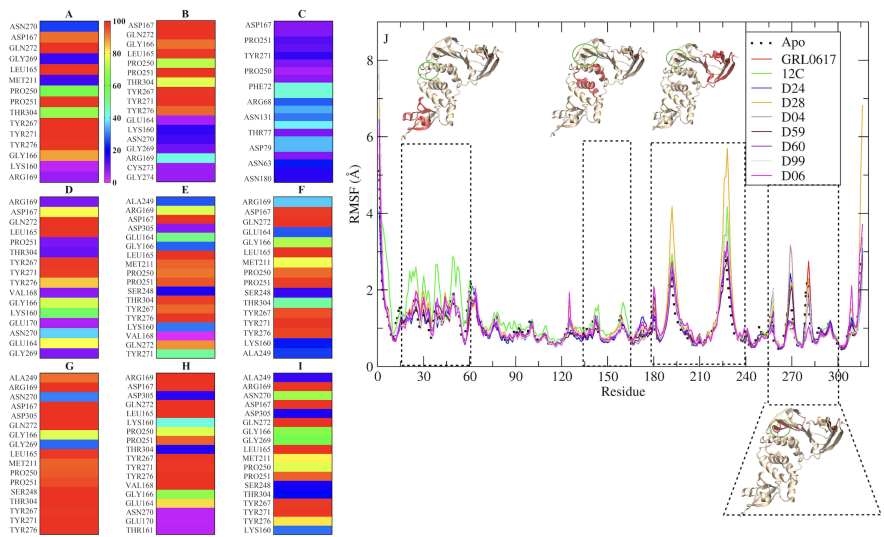 A
ASN270
ASP167
GLN272
GLY269
LEU165
MET211
PRO250
PRO251
THR304
TYR267
TYR271
TYR276
GLY166
LYS160
ARG169
100
80
60
40
20
0
B
ASP167
GLN272
GLY166
LEU165
PRO250
PRO251
THR304
TYR267
TYR271
TYR276
GLU164
LYS160
ASN270
GLY269
ARG169
CYS273
GLY274
C
ASP167
PRO251
TYR271
PRO250
PHE72
ARG68
ASN131
THR77
ASP79
ASN63
ASN180
D
ARG169
ASP167
GLN272
LEU165
PRO251
THR304
TYR267
TYR271
TYR276
VAL168
GLY166
LYS160
GLU170
ASN270
GLU164
GLY269
E
ALA249
ARG169
ASP167
ASP305
GLU164
GLY166
LEU165
MET211
PRO250
PRO251
SER248
THR304
TYR267
TYR276
LYS160
VAL168
GLN272
TYR271
F
ARG169
ASP167
GLN272
GLU164
GLY166
LEU165
MET211
PRO250
PRO251
SER248
THR304
TYR267
TYR271
TYR276
LYS160
ALA249
G
ALA249
ARG169
ASN270
ASP167
ASP305
GLN272
GLY166
GLY269
LEU165
MET211
PRO250
PRO251
SER248
THR304
TYR267
TYR271
TYR276
H
ARG169
ASP167
ASP305
GLN272
LEU165
LYS160
PRO250
PRO251
THR304
TYR267
TYR271
TYR276
VAL168
GLY166
GLU164
ASN270
GLU170
THR161
I
ALA249
ARG169
ASN270
ASP167
ASP305
GLN272
GLY166
GLY269
LEU165
MET211
PRO250
PRO251
SER248
THR304
TYR267
TYR271
TYR276
LYS160
J
Apo
GRL0617
12C
D24
D28
D04
D59
D60
D99
D06
RMSF (Å)
8
6
4
2
0
0 30 60 90 120 150 180 210 240 270 300
Residue